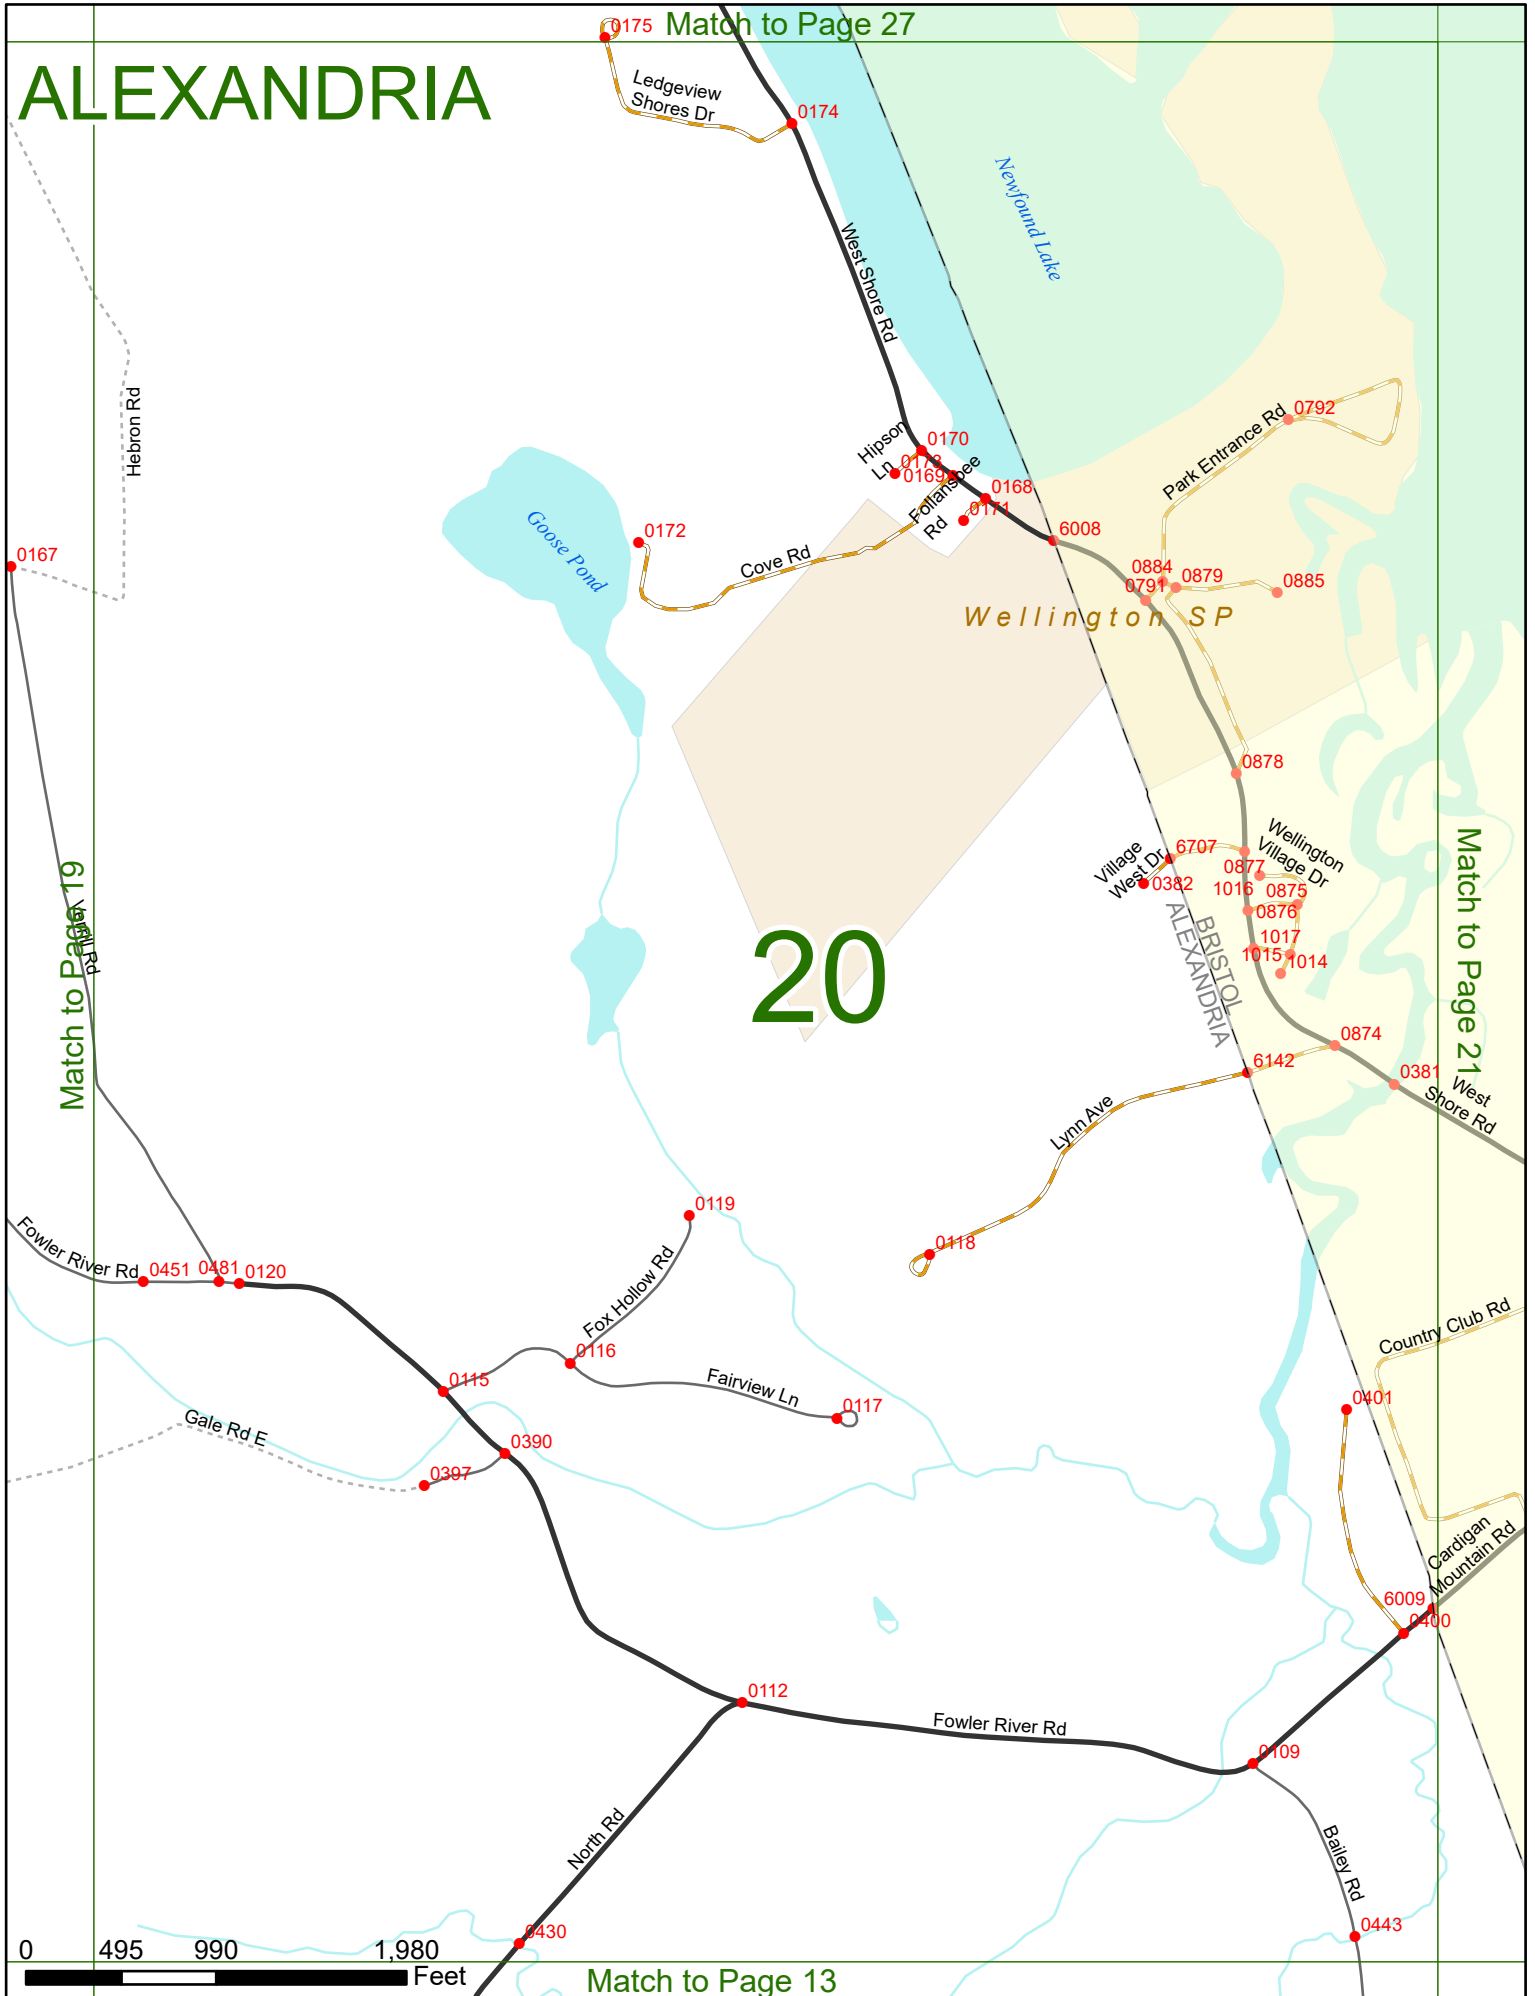 Match to Page 27
0175
ALEXANDRIA
Ledgeview
Shores Dr
0174
Newfound Lake
West Shore Rd
Hebron Rd
0792
Park Entrance Rd
Hipson
Ln
0170
0173
0169
Follansbee
Rd
0168
0171
6008
Goose Pond
0172
Cove Rd
0167
0884
0879
0885
0791
Wellington SP
0878
Village
West Dr
6707
0382
Wellington
Village Dr
0877
1016
0875
0876
1017
1015
1014
BRISTOL
ALEXANDRIA
Match to Page 19
Verrill Rd
20
Match to Page 21
0874
6142
0381
West
Shore Rd
Lynn Ave
0119
0118
Fowler River Rd
0451
0481
0120
Fox Hollow Rd
0116
Country Club Rd
0115
Fairview Ln
0117
0401
Gale Rd E
0390
0397
Cardigan
Mountain Rd
6009
0400
0112
Fowler River Rd
0109
North Rd
Bailey Rd
0430
0443
0 495 990 1,980
Feet
Match to Page 13